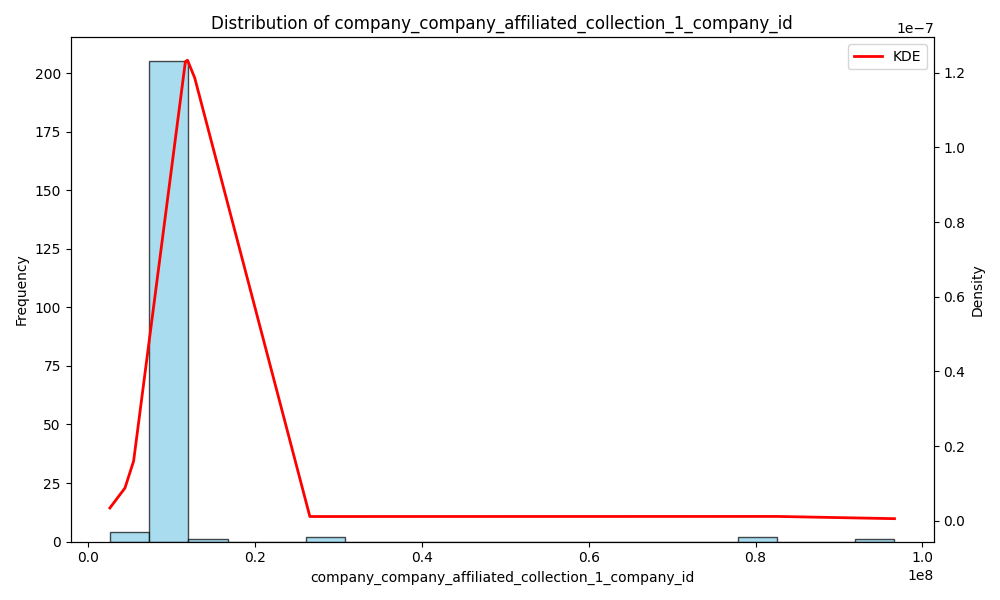 Distribution of company_company_affiliated_collection_1_company_id
1e−7
KDE
Frequency
200
175
150
125
100
75
50
25
0
Density
1.2
1.0
0.8
0.6
0.4
0.2
0.0
0.0 0.2 0.4 0.6 0.8 1.0
1e8
company_company_affiliated_collection_1_company_id